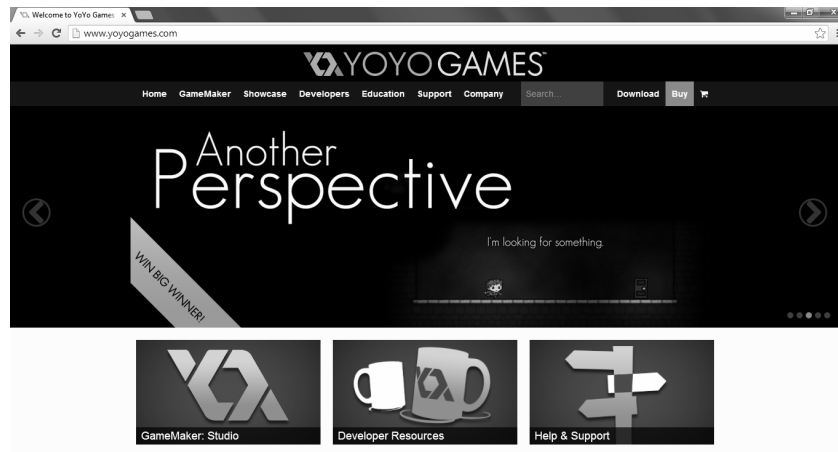 Welcome to YoYo Games
www.yoyogames.com
YOYO GAMES™
Home GameMaker Showcase Developers Education Support Company Search... Download Buy
Another
Perspective
I'm looking for something.
WIN BIG WINNER!
GameMaker: Studio Developer Resources Help & Support